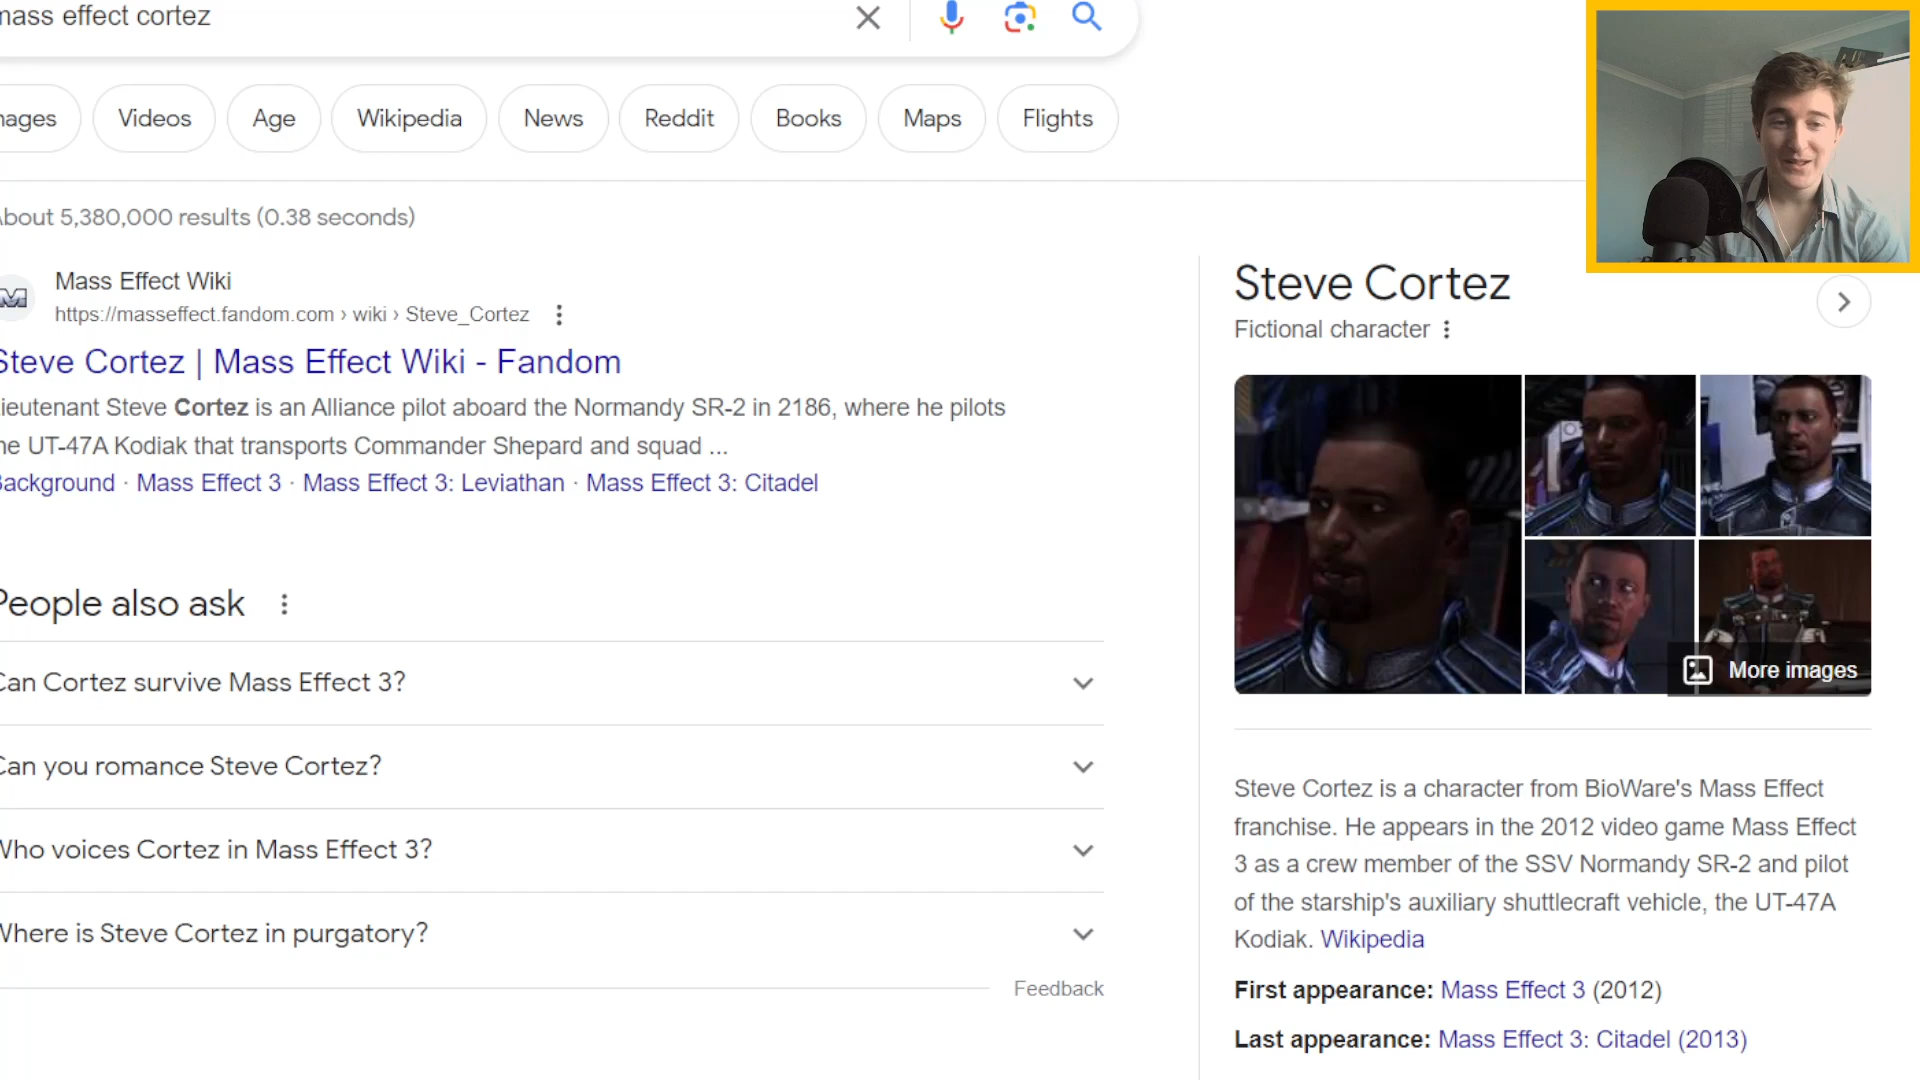 mass effect cortez
mages
Videos
Age
Wikipedia
News
Reddit
Books
Maps
Flights
About 5,380,000 results (0.38 seconds)
Mass Effect Wiki
https://masseffect.fandom.com › wiki › Steve_Cortez
Steve Cortez | Mass Effect Wiki - Fandom
Lieutenant Steve Cortez is an Alliance pilot aboard the Normandy SR-2 in 2186, where he pilots
the UT-47A Kodiak that transports Commander Shepard and squad ...
Background · Mass Effect 3 · Mass Effect 3: Leviathan · Mass Effect 3: Citadel
People also ask
Can Cortez survive Mass Effect 3?
Can you romance Steve Cortez?
Who voices Cortez in Mass Effect 3?
Where is Steve Cortez in purgatory?
Feedback
Steve Cortez
Fictional character
More images
Steve Cortez is a character from BioWare's Mass Effect
franchise. He appears in the 2012 video game Mass Effect
3 as a crew member of the SSV Normandy SR-2 and pilot
of the starship's auxiliary shuttlecraft vehicle, the UT-47A
Kodiak. Wikipedia
First appearance: Mass Effect 3 (2012)
Last appearance: Mass Effect 3: Citadel (2013)